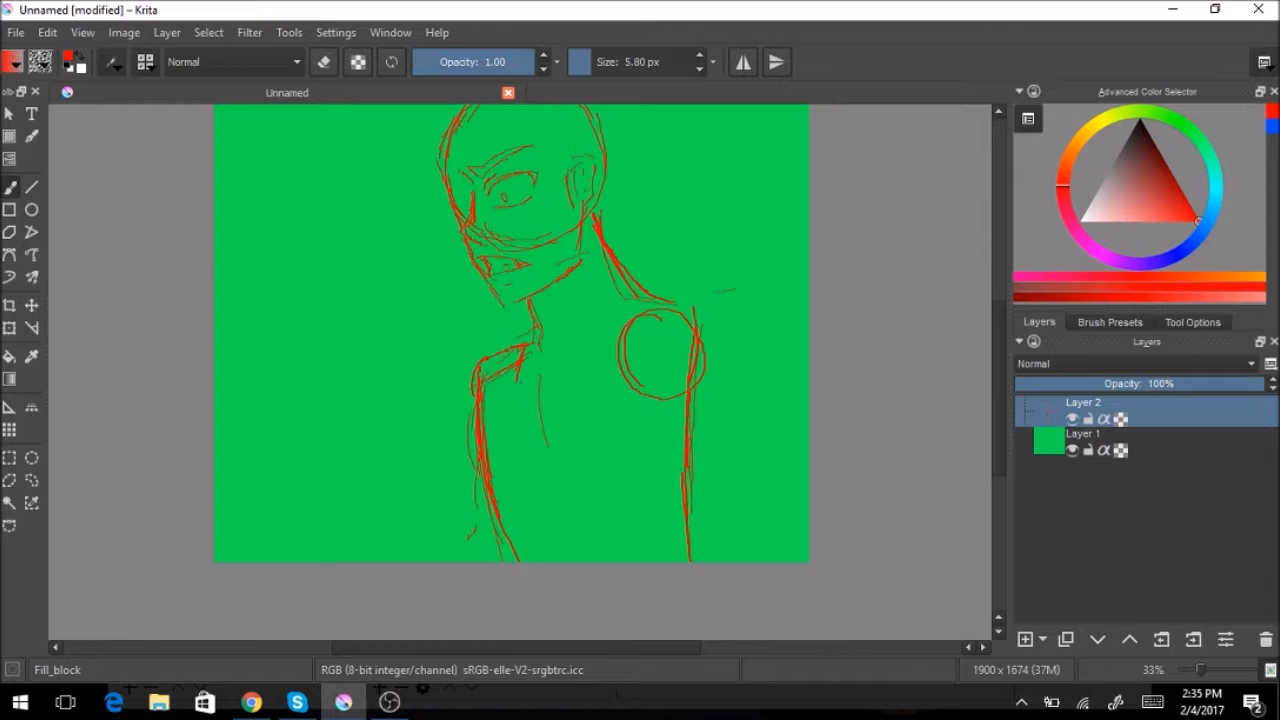 Unnamed [modified] – Krita
File Edit View Image Layer Select Filter Tools Settings Window Help
Normal Opacity: 1.00 Size: 5.80 px
Unnamed
Advanced Color Selector
Layers Brush Presets Tool Options
Layers
Normal
Opacity: 100%
Layer 2
Layer 1
Fill_block RGB (8-bit integer/channel) sRGB-elle-V2-srgbtrc.icc 1900 x 1674 (37M) 33%
2:35 PM
2/4/2017
2